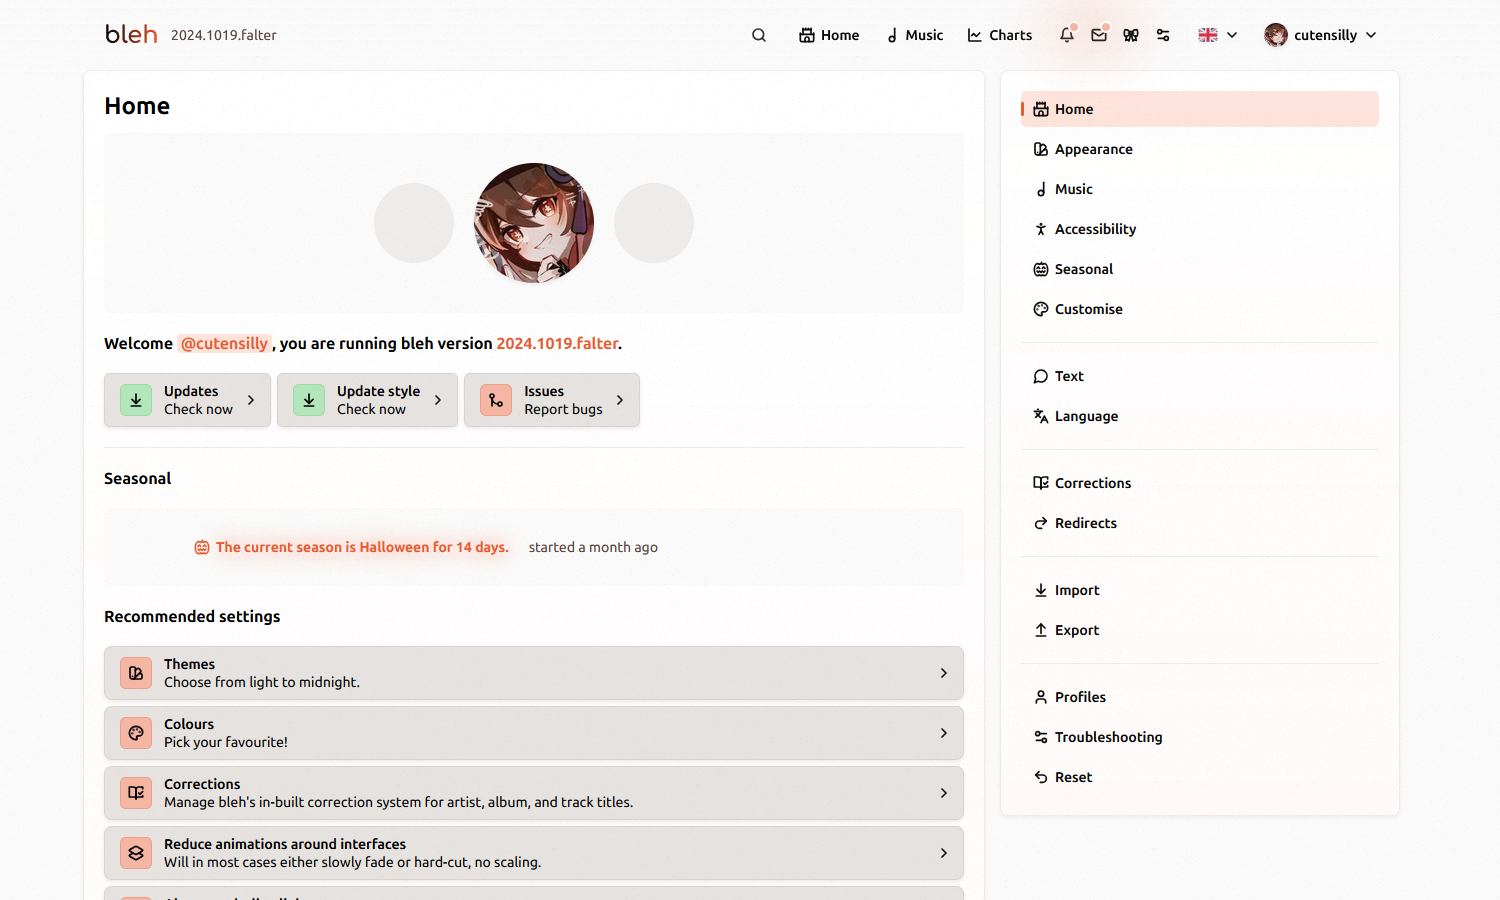 bleh 2024.1019.falter
Home
Music
Charts
cutensilly
Home
Welcome @cutensilly, you are running bleh version 2024.1019.falter.
Updates
Check now
Update style
Check now
Issues
Report bugs
Seasonal
The current season is Halloween for 14 days. started a month ago
Recommended settings
Themes
Choose from light to midnight.
Colours
Pick your favourite!
Corrections
Manage bleh's in-built correction system for artist, album, and track titles.
Reduce animations around interfaces
Will in most cases either slowly fade or hard-cut, no scaling.
Home
Appearance
Music
Accessibility
Seasonal
Customise
Text
Language
Corrections
Redirects
Import
Export
Profiles
Troubleshooting
Reset